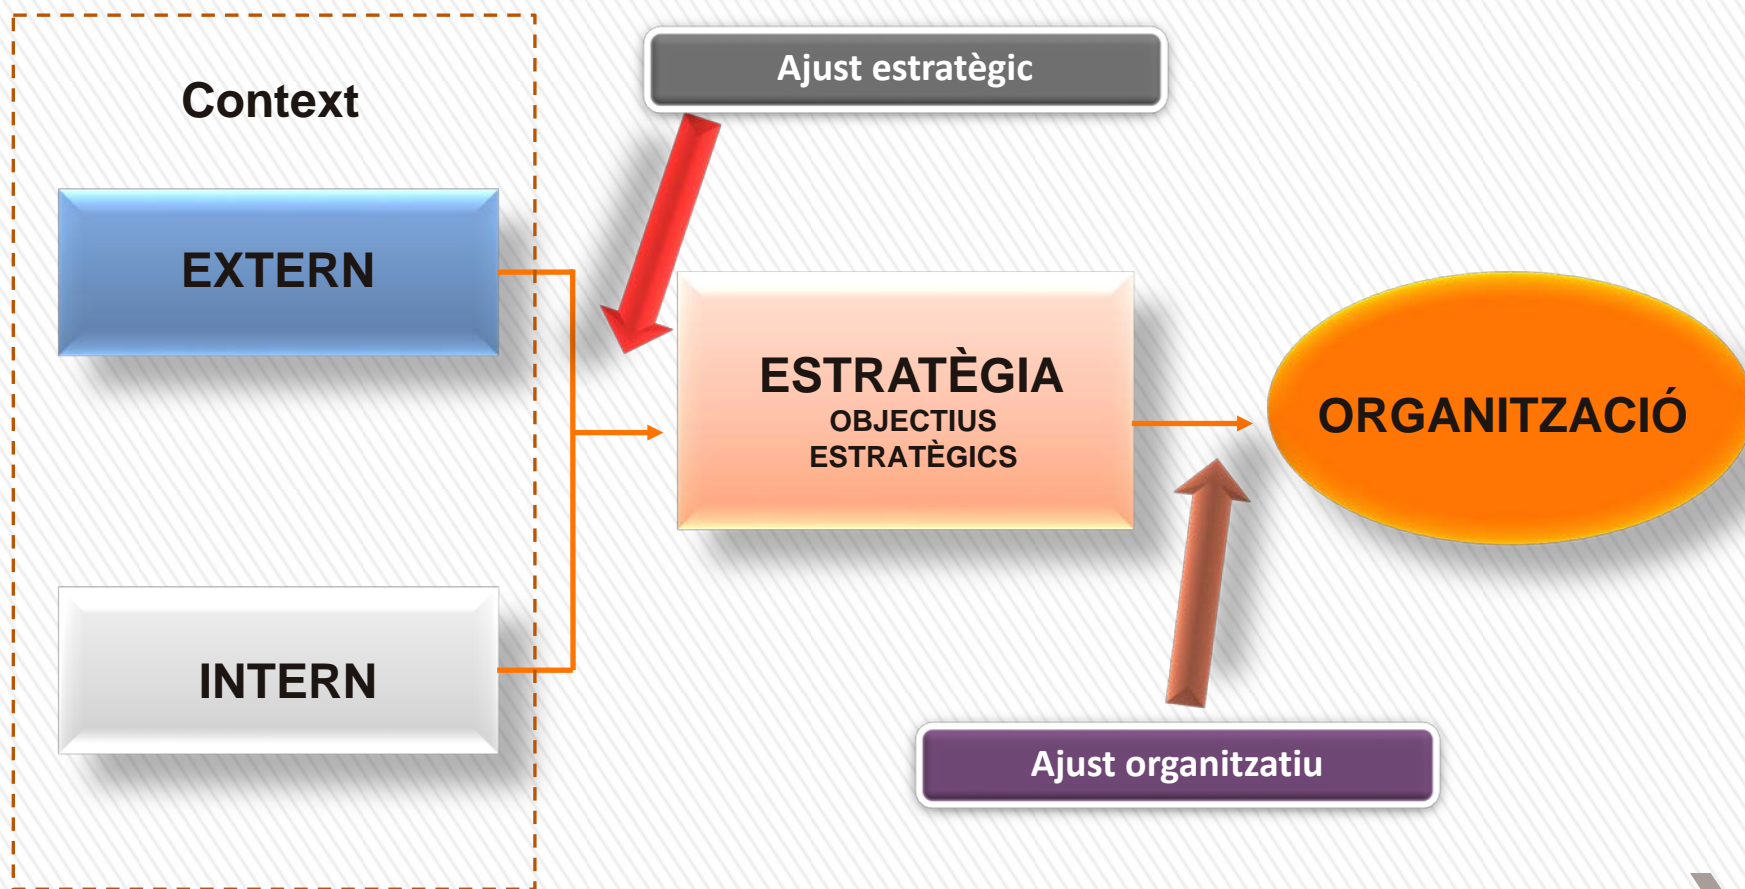 Ajust estratègic
Context
EXTERN
ESTRATÈGIA
OBJECTIUS
ESTRATÈGICS
ORGANITZACIÓ
INTERN
Ajust organitzatiu